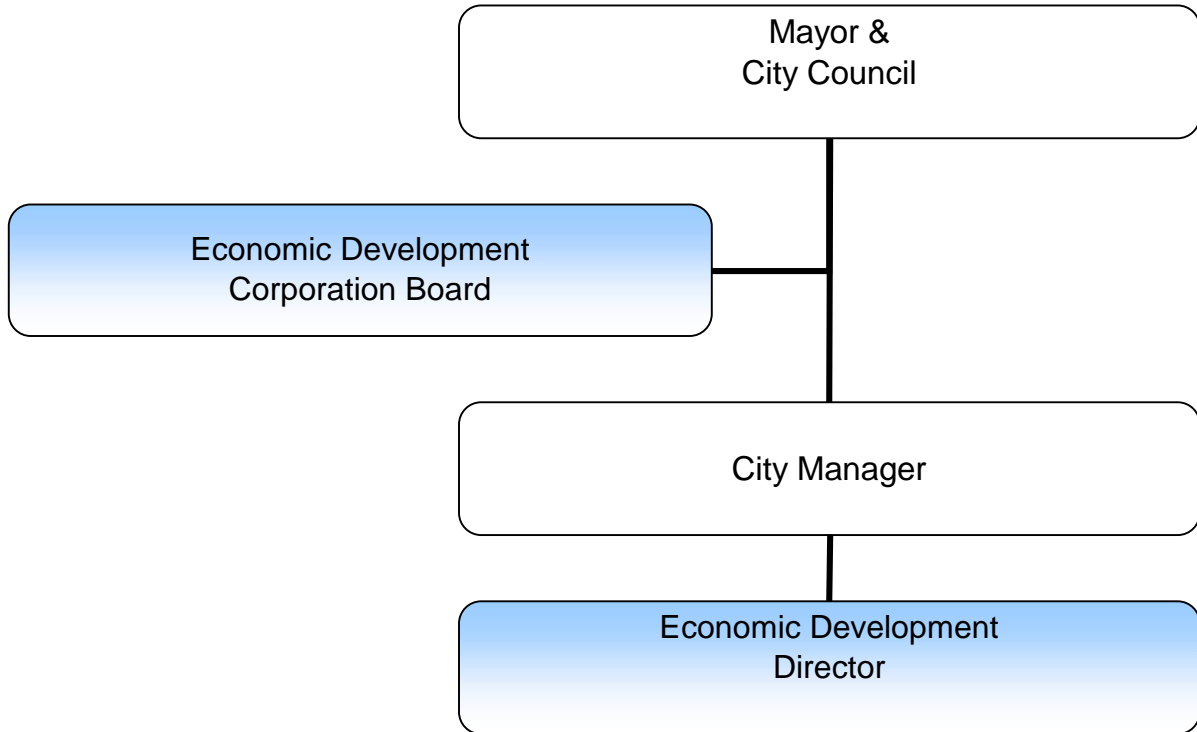 Mayor &
City Council
Economic Development
Corporation Board
City Manager
Economic Development
Director